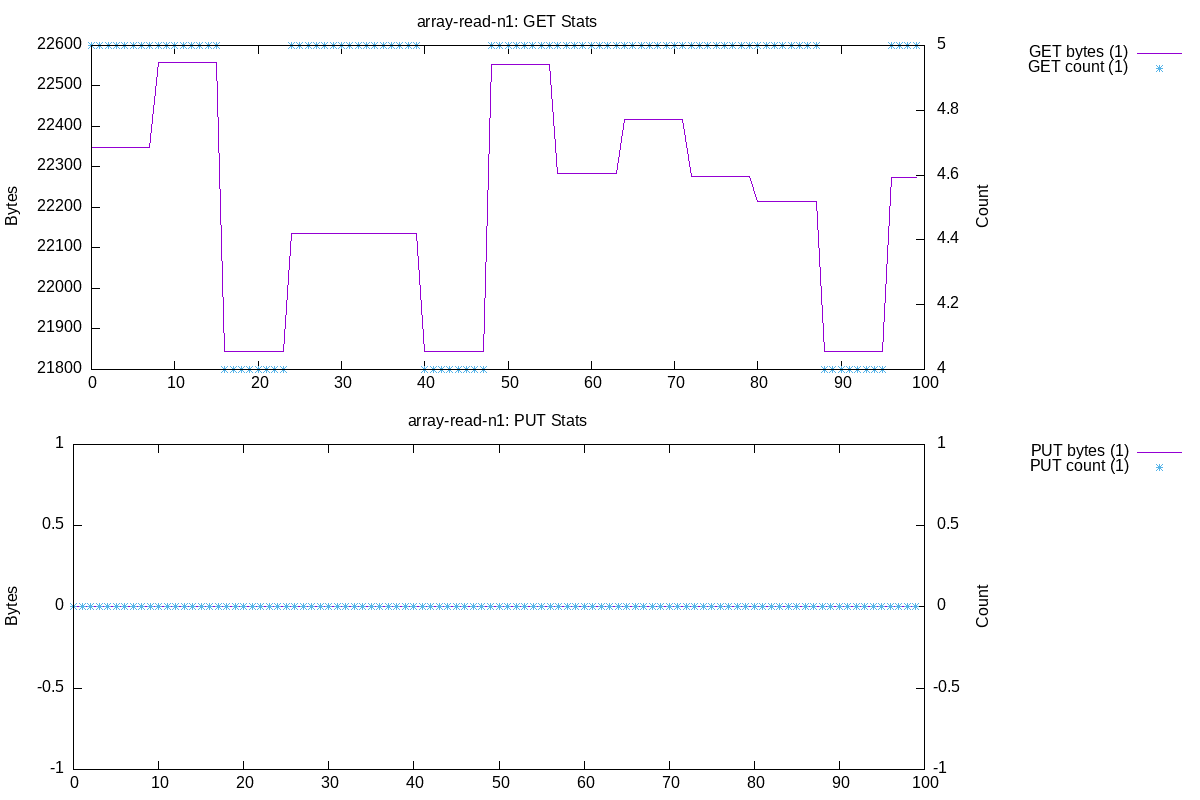 array-read-n1: GET Stats
22600
22500
22400
22300
22200
22100
22000
21900
21800
Bytes
0 10 20 30 40 50 60 70 80 90 100
5
4.8
4.6
4.4
4.2
4
Count
GET bytes (1)
GET count (1)
array-read-n1: PUT Stats
1
0.5
0
-0.5
-1
Bytes
0 10 20 30 40 50 60 70 80 90 100
1
0.5
0
-0.5
-1
Count
PUT bytes (1)
PUT count (1)